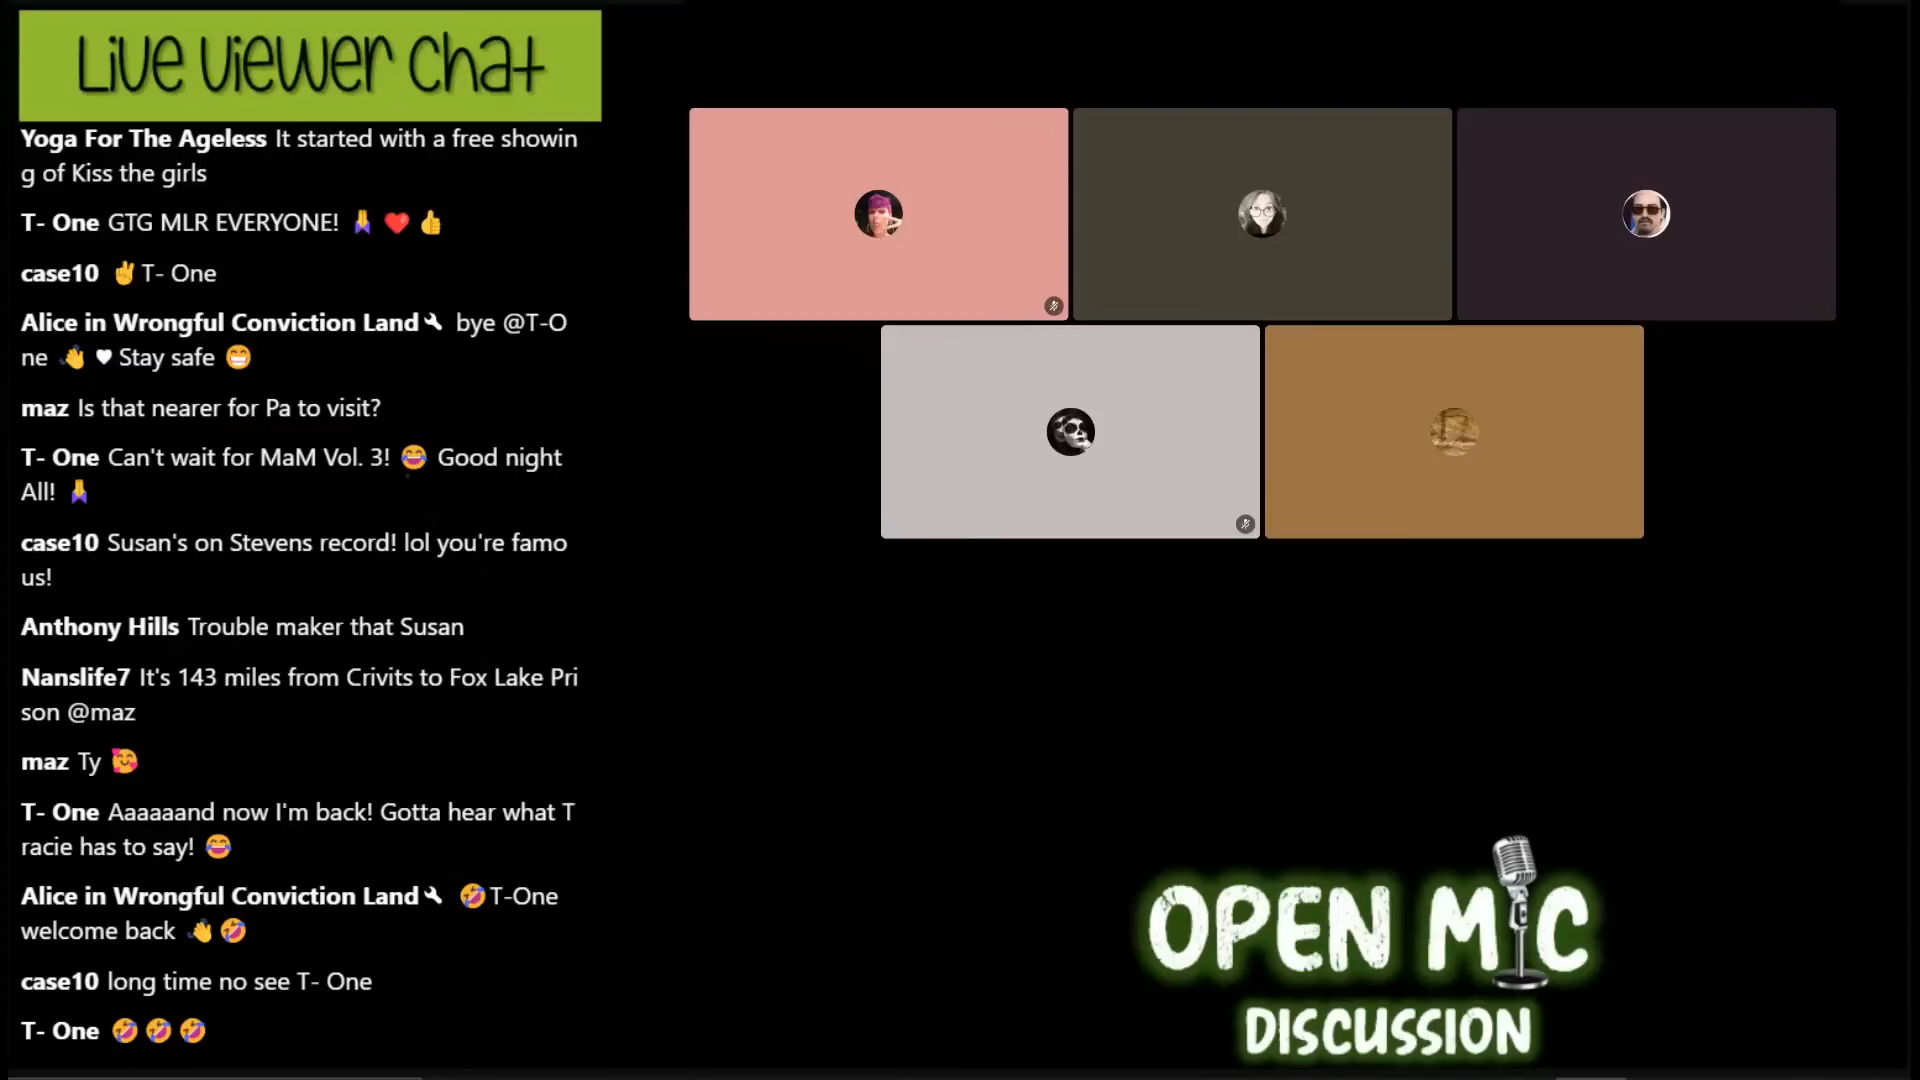 Live Viewer Chat
Yoga For The Ageless It started with a free showin
g of Kiss the girls
T- One GTG MLR EVERYONE! 🙏 ❤️ 👍
case10 ✌️T- One
Alice in Wrongful Conviction Land🔧 bye @T-O
ne 👋 ♥ Stay safe 😁
maz Is that nearer for Pa to visit?
T- One Can't wait for MaM Vol. 3! 😂 Good night
All! 🙏
case10 Susan's on Stevens record! lol you're famo
us!
Anthony Hills Trouble maker that Susan
Nanslife7 It's 143 miles from Crivits to Fox Lake Pri
son @maz
maz Ty 🥰
T- One Aaaaaand now I'm back! Gotta hear what T
racie has to say! 😂
Alice in Wrongful Conviction Land🔧 🤣T-One
welcome back 👋🤣
case10 long time no see T- One
T- One 🤣🤣🤣
OPEN MIC
DISCUSSION